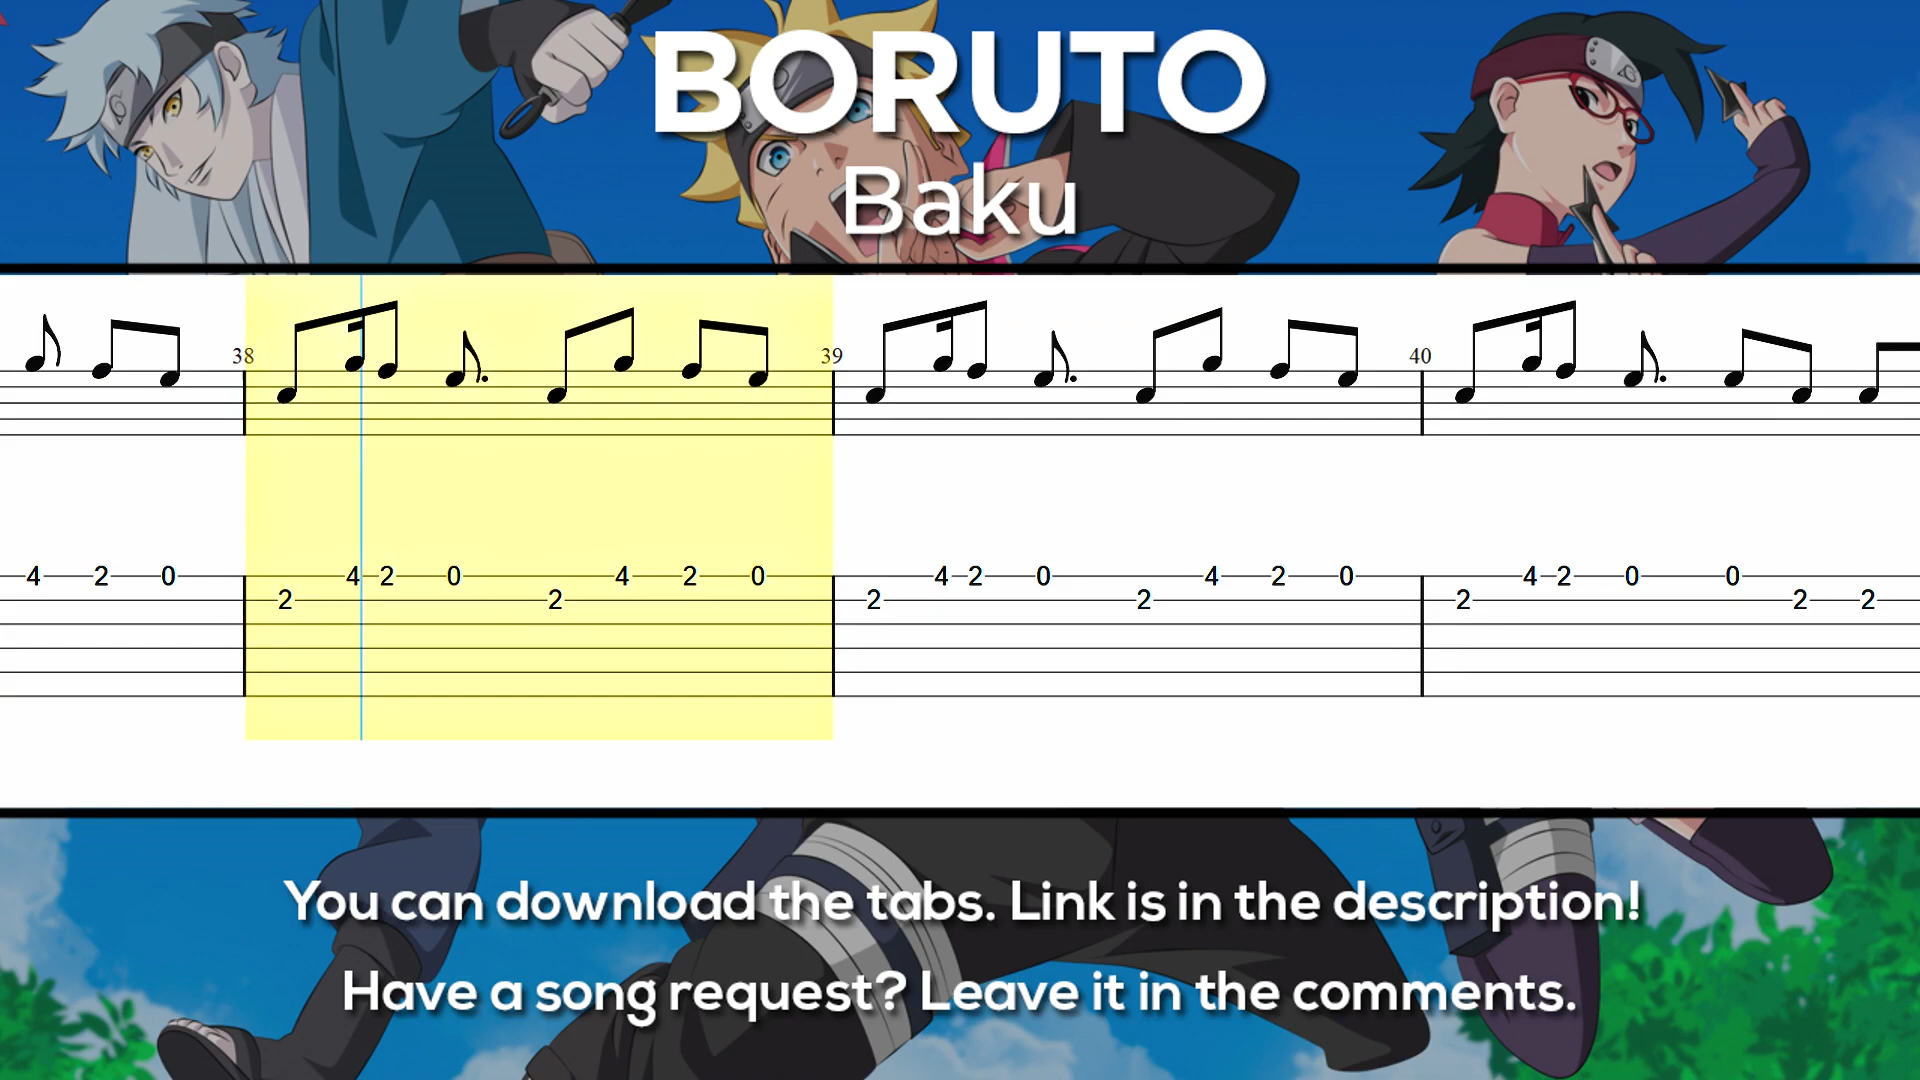 BORUTO
Baku
38 39 40
4 2 0 4 2 0 4 2 0 4 2 0 4 2 0 4 2 0 0
2 2 2 2 2 2 2
You can download the tabs. Link is in the description!
Have a song request? Leave it in the comments.